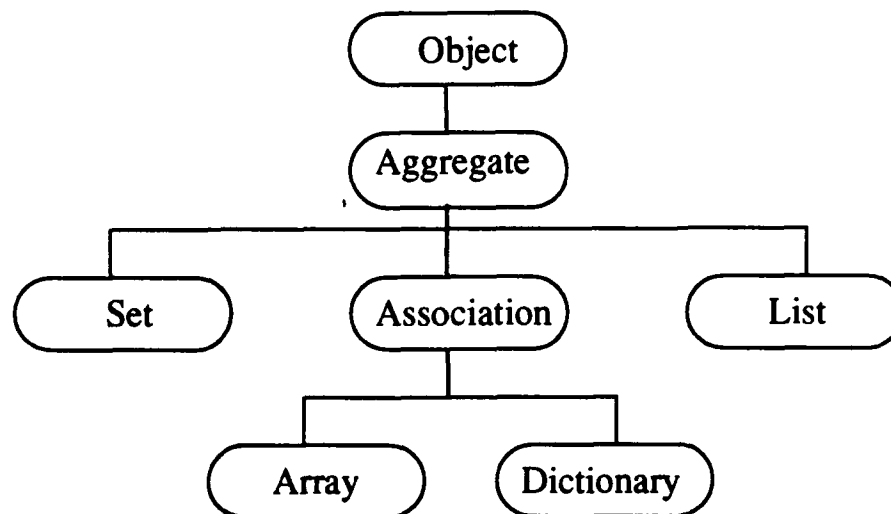 Object
Aggregate
Set
Association
List
Array
Dictionary